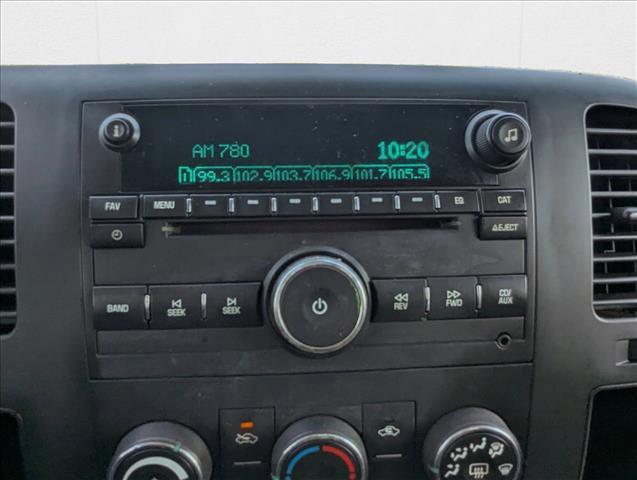 AM 780 10:20
1 99.3 102.9 103.7 106.9 101.7 105.5
FAV MENU EQ CAT
EJECT
BAND SEEK SEEK REV FWD CD/
AUX